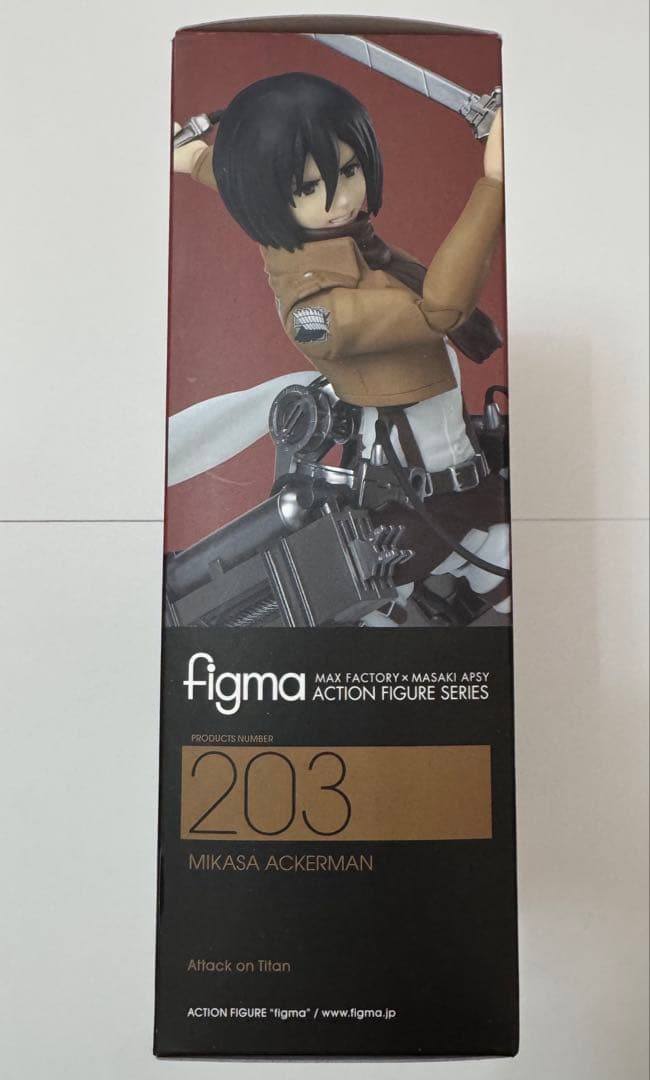 figma MAX FACTORY×MASAKI APSY
ACTION FIGURE SERIES
PRODUCTS NUMBER
203
MIKASA ACKERMAN
Attack on Titan
ACTION FIGURE "figma" / www.figma.jp